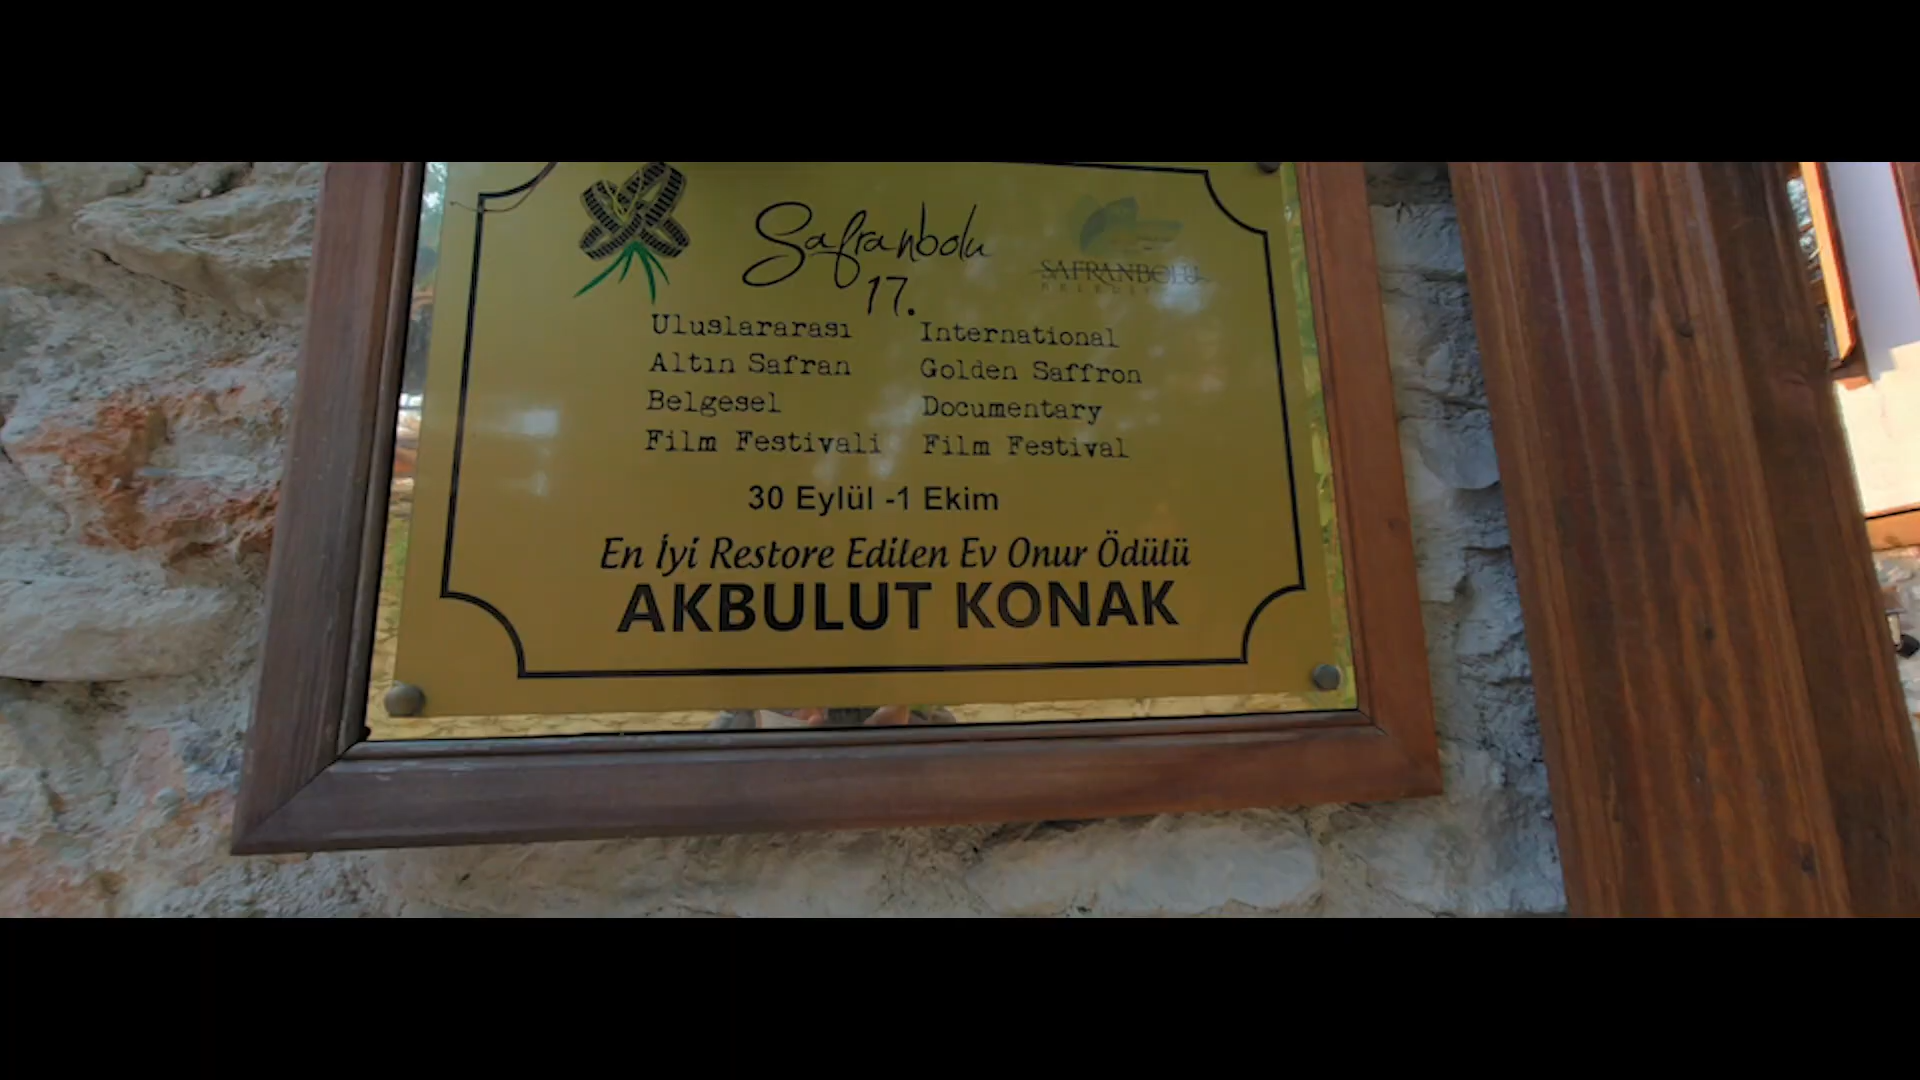 Safranbolu
17.
SAFRANBOLU
Uluslararası
Altın Safran
Belgesel
Film Festivali
International
Golden Saffron
Documentary
Film Festival
30 Eylül -1 Ekim
En İyi Restore Edilen Ev Onur Ödülü
AKBULUT KONAK